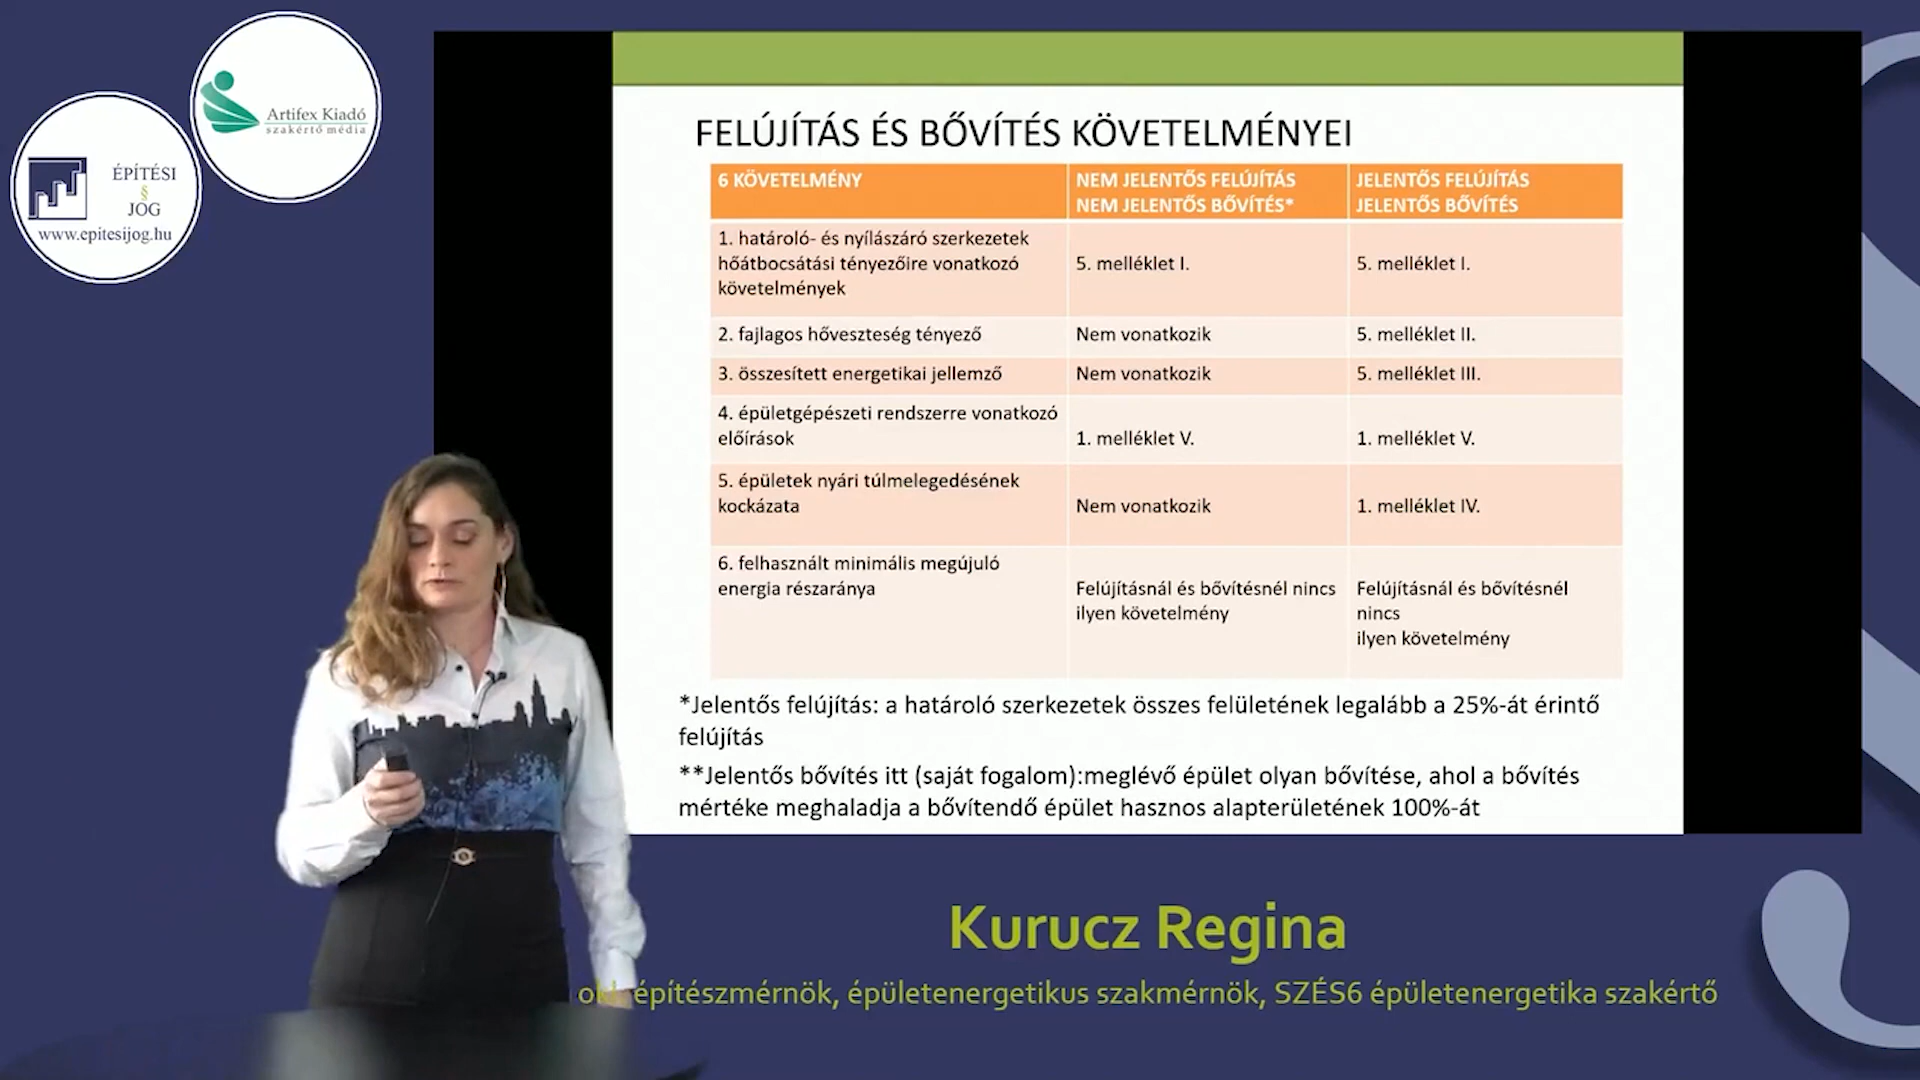 Artifex Kiadó
szakértő média
ÉPÍTÉSI
§
JOG
www.epitesijog.hu
FELÚJÍTÁS ÉS BŐVÍTÉS KÖVETELMÉNYEI
6 KÖVETELMÉNY
NEM JELENTŐS FELÚJÍTÁS
NEM JELENTŐS BŐVÍTÉS*
JELENTŐS FELÚJÍTÁS
JELENTŐS BŐVÍTÉS
1. határoló- és nyílászáró szerkezetek
hőátbocsátási tényezőire vonatkozó
követelmények
5. melléklet I.
5. melléklet I.
2. fajlagos hőveszteség tényező
Nem vonatkozik
5. melléklet II.
3. összesített energetikai jellemző
Nem vonatkozik
5. melléklet III.
4. épületgépészeti rendszerre vonatkozó
előírások
1. melléklet V.
1. melléklet V.
5. épületek nyári túlmelegedésének
kockázata
Nem vonatkozik
1. melléklet IV.
6. felhasznált minimális megújuló
energia részaránya
Felújításnál és bővítésnél nincs
ilyen követelmény
Felújításnál és bővítésnél
nincs
ilyen követelmény
*Jelentős felújítás: a határoló szerkezetek összes felületének legalább a 25%-át érintő
felújítás
**Jelentős bővítés itt (saját fogalom):meglévő épület olyan bővítése, ahol a bővítés
mértéke meghaladja a bővítendő épület hasznos alapterületének 100%-át
Kurucz Regina
okl. építészmérnök, épületenergetikus szakmérnök, SZÉS6 épületenergetika szakértő